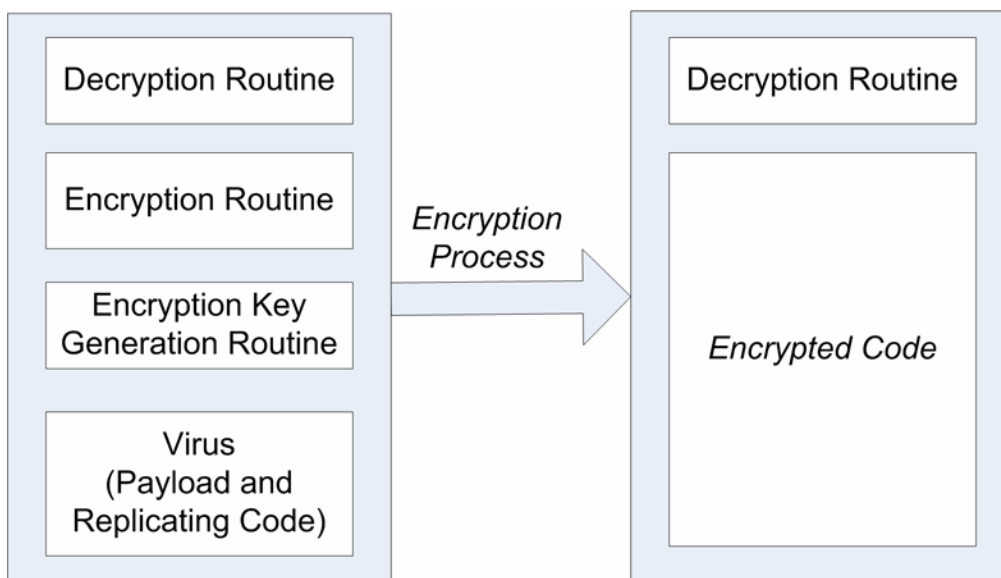 Decryption Routine
Encryption Routine
Encryption Key
Generation Routine
Virus
(Payload and
Replicating Code)
Encryption
Process
Decryption Routine
Encrypted Code